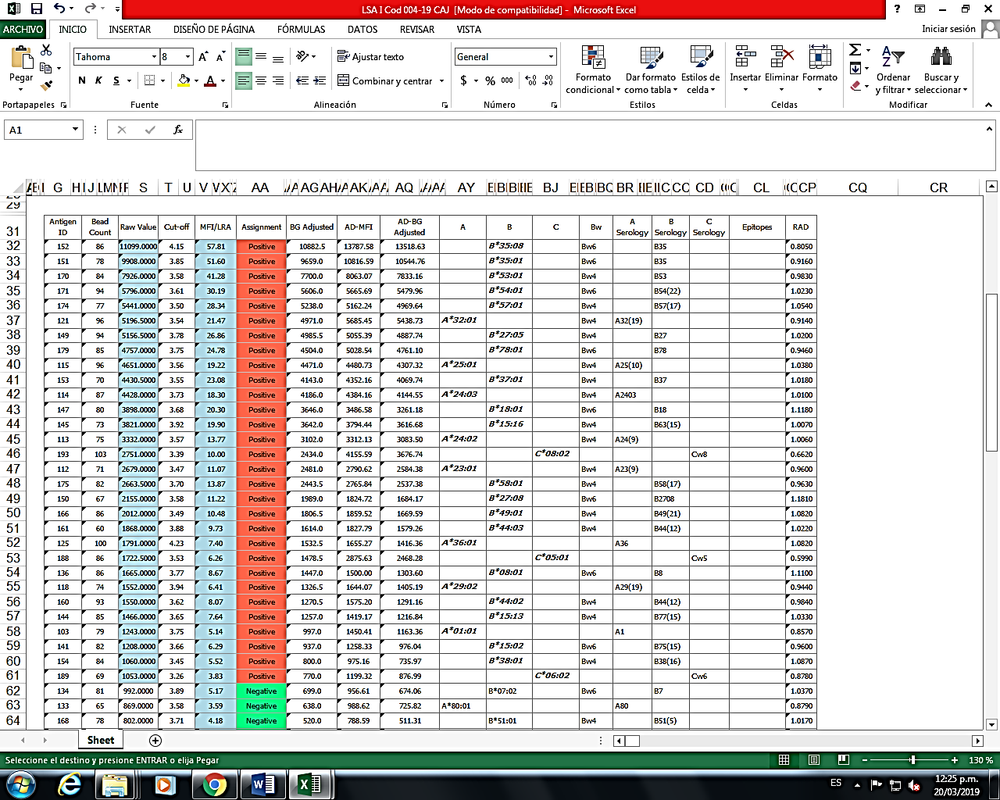 LSA I Cod 004-19 CAJ [Modo de compatibilidad] - Microsoft Excel
ARCHIVO INICIO INSERTAR DISEÑO DE PÁGINA FÓRMULAS DATOS REVISAR VISTA Iniciar sesión
Tahoma 8 Ajustar texto General
Pegar N K S A Combinar y centrar $ % 000 Formato condicional Dar formato como tabla Estilos de celda Insertar Eliminar Formato Ordenar y filtrar Buscar y seleccionar
Portapapeles Fuente Alineación Número Estilos Celdas Modificar
A1 fx
G S T U AA AQ AY BJ BR CD CL CP CQ CR
29
31 Antigen ID Bead Count Raw Value Cut-off MFI/LRA Assignment BG Adjusted AD-MFI AD-BG Adjusted A B C Bw A Serology B Serology C Serology Epitopes RAD
32 152 86 11099.0000 4.15 57.81 Positive 10882.5 13787.58 13518.63 B*35:08 Bw6 B35 0.8050
33 151 78 9908.0000 3.85 51.60 Positive 9659.0 10816.59 10544.76 B*35:01 Bw6 B35 0.9160
34 170 84 7926.0000 3.58 41.28 Positive 7700.0 8063.07 7833.16 B*53:01 Bw4 B53 0.9830
35 171 94 5796.0000 3.61 30.19 Positive 5606.0 5665.69 5479.96 B*54:01 Bw6 B54(22) 1.0230
36 174 77 5441.0000 3.50 28.34 Positive 5238.0 5162.24 4969.64 B*57:01 Bw4 B57(17) 1.0540
37 121 96 5196.5000 3.54 21.47 Positive 4971.0 5685.45 5438.73 A*32:01 Bw4 A32(19) 0.9140
38 149 94 5156.5000 3.78 26.86 Positive 4985.5 5055.39 4887.74 B*27:05 Bw4 B27 1.0200
39 179 85 4757.0000 3.75 24.78 Positive 4504.0 5028.54 4761.10 B*78:01 Bw6 B78 0.9460
40 115 96 4651.0000 3.56 19.22 Positive 4471.0 4480.73 4307.32 A*25:01 Bw4 A25(10) 1.0380
41 153 70 4430.5000 3.55 23.08 Positive 4143.0 4352.16 4069.74 B*37:01 Bw4 B37 1.0180
42 114 87 4428.0000 3.73 18.30 Positive 4186.0 4384.16 4144.55 A*24:03 Bw4 A2403 1.0100
43 147 80 3898.0000 3.68 20.30 Positive 3646.0 3486.58 3261.18 B*18:01 Bw6 B18 1.1180
44 145 73 3821.0000 3.92 19.90 Positive 3642.0 3794.44 3616.68 B*15:16 Bw4 B63(15) 1.0070
45 113 75 3332.0000 3.57 13.77 Positive 3102.0 3312.13 3083.50 A*24:02 Bw4 A24(9) 1.0060
46 193 103 2751.0000 3.39 10.00 Positive 2434.0 4155.59 3676.74 C*08:02 Cw8 0.6620
47 112 71 2679.0000 3.47 11.07 Positive 2481.0 2790.62 2584.38 A*23:01 Bw4 A23(9) 0.9600
48 175 82 2663.5000 3.70 13.87 Positive 2443.5 2765.84 2537.38 B*58:01 Bw4 B58(17) 0.9630
49 150 67 2155.0000 3.58 11.22 Positive 1989.0 1824.72 1684.17 B*27:08 Bw6 B2708 1.1810
50 166 86 2012.0000 3.49 10.48 Positive 1806.5 1859.52 1669.59 B*49:01 Bw4 B49(21) 1.0820
51 161 60 1868.0000 3.88 9.73 Positive 1614.0 1827.79 1579.26 B*44:03 Bw4 B44(12) 1.0220
52 125 100 1791.0000 4.23 7.40 Positive 1532.5 1655.27 1416.36 A*36:01 A36 1.0820
53 188 86 1722.5000 3.53 6.26 Positive 1478.5 2875.63 2468.28 C*05:01 Cw5 0.5990
54 136 86 1665.0000 3.77 8.67 Positive 1447.0 1500.00 1303.60 B*08:01 Bw6 B8 1.1100
55 118 74 1552.0000 3.94 6.41 Positive 1326.5 1644.07 1405.19 A*29:02 A29(19) 0.9440
56 160 93 1550.0000 3.62 8.07 Positive 1270.5 1575.20 1291.16 B*44:02 Bw4 B44(12) 0.9840
57 144 85 1466.0000 3.65 7.64 Positive 1257.0 1419.17 1216.84 B*15:13 Bw4 B77(15) 1.0330
58 103 79 1243.0000 3.75 5.14 Positive 997.0 1450.41 1163.36 A*01:01 A1 0.8570
59 141 82 1208.0000 3.66 6.29 Positive 937.0 1258.33 976.04 B*15:02 Bw6 B75(15) 0.9600
60 154 84 1060.0000 3.45 5.52 Positive 800.0 975.16 735.97 B*38:01 Bw4 B38(16) 1.0870
61 189 69 1053.0000 3.26 3.83 Positive 770.0 1199.32 876.99 C*06:02 Cw6 0.8780
62 134 81 992.0000 3.89 5.17 Negative 699.0 956.61 674.06 B*07:02 Bw6 B7 1.0370
63 133 65 869.0000 3.58 3.59 Negative 638.0 988.62 725.82 A*80:01 A80 0.8790
64 168 78 802.0000 3.71 4.18 Negative 520.0 788.59 511.31 B*51:01 Bw4 B51(5) 1.0170
Sheet
Seleccione el destino y presione ENTRAR o elija Pegar 130 %
ES 12:25 p.m.
20/03/2019